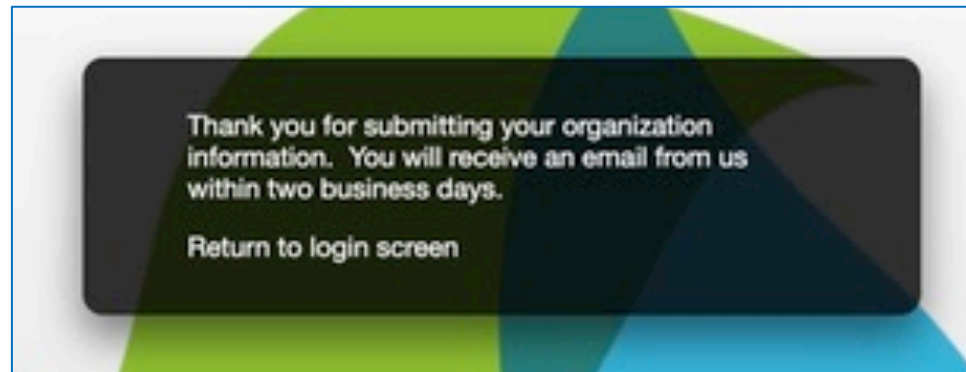 Thank you for submitting your organization
information.  You will receive an email from us
within two business days.
Return to login screen